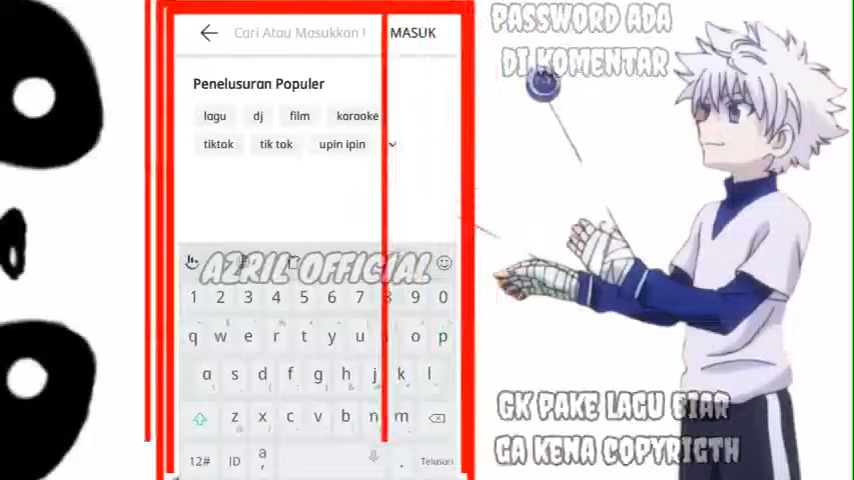 Cari Atau Masukkan
MASUK
Penelusuran Populer
lagu dj film karaoke
tiktok tik tok upin ipin
AZRIL OFFICIAL
1 2 3 4 5 6 7 8 9 0
q w e r t y u o p
a s d f g h j k l
z x c v b n m
12# ID , a . Telusuri
PASSWORD ADA
DI KOMENTAR
GK PAKE LAGU BIAR
GA KENA COPYRIGTH